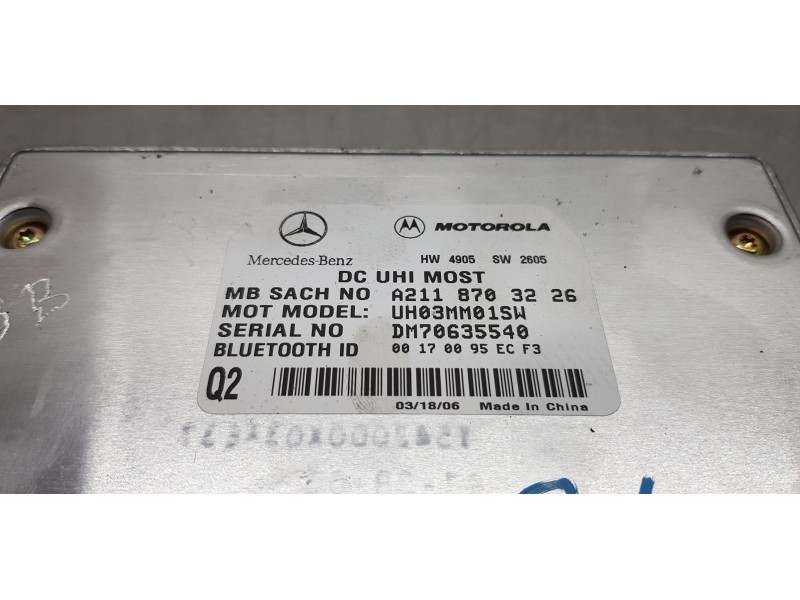 MOTOROLA
Mercedes-Benz HW 4905 SW 2605
DC UHI MOST
MB SACH NO A211 870 32 26
MOT MODEL: UH03MM01SW
SERIAL NO DM70635540
BLUETOOTH ID 00 17 00 95 EC F3
Q2
03/18/06 Made In China